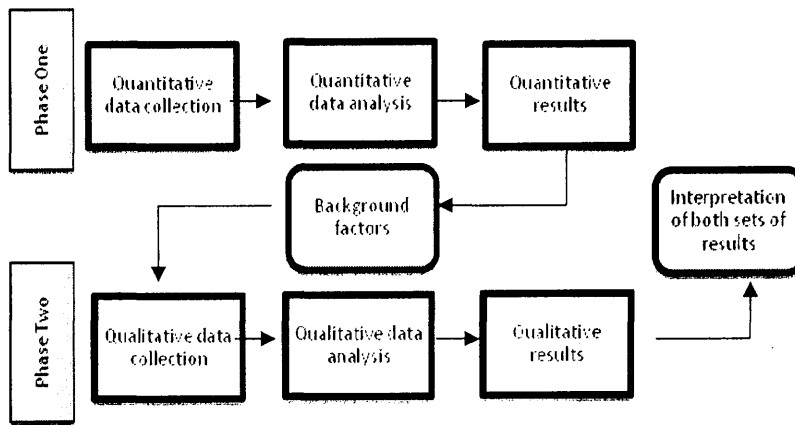 Phase One
Quantitative
data collection
Quantitative
data analysis
Quantitative
results
Background
factors
Interpretation
of both sets of
results
Phase Two
Qualitative data
collection
Qualitative data
analysis
Qualitative
results